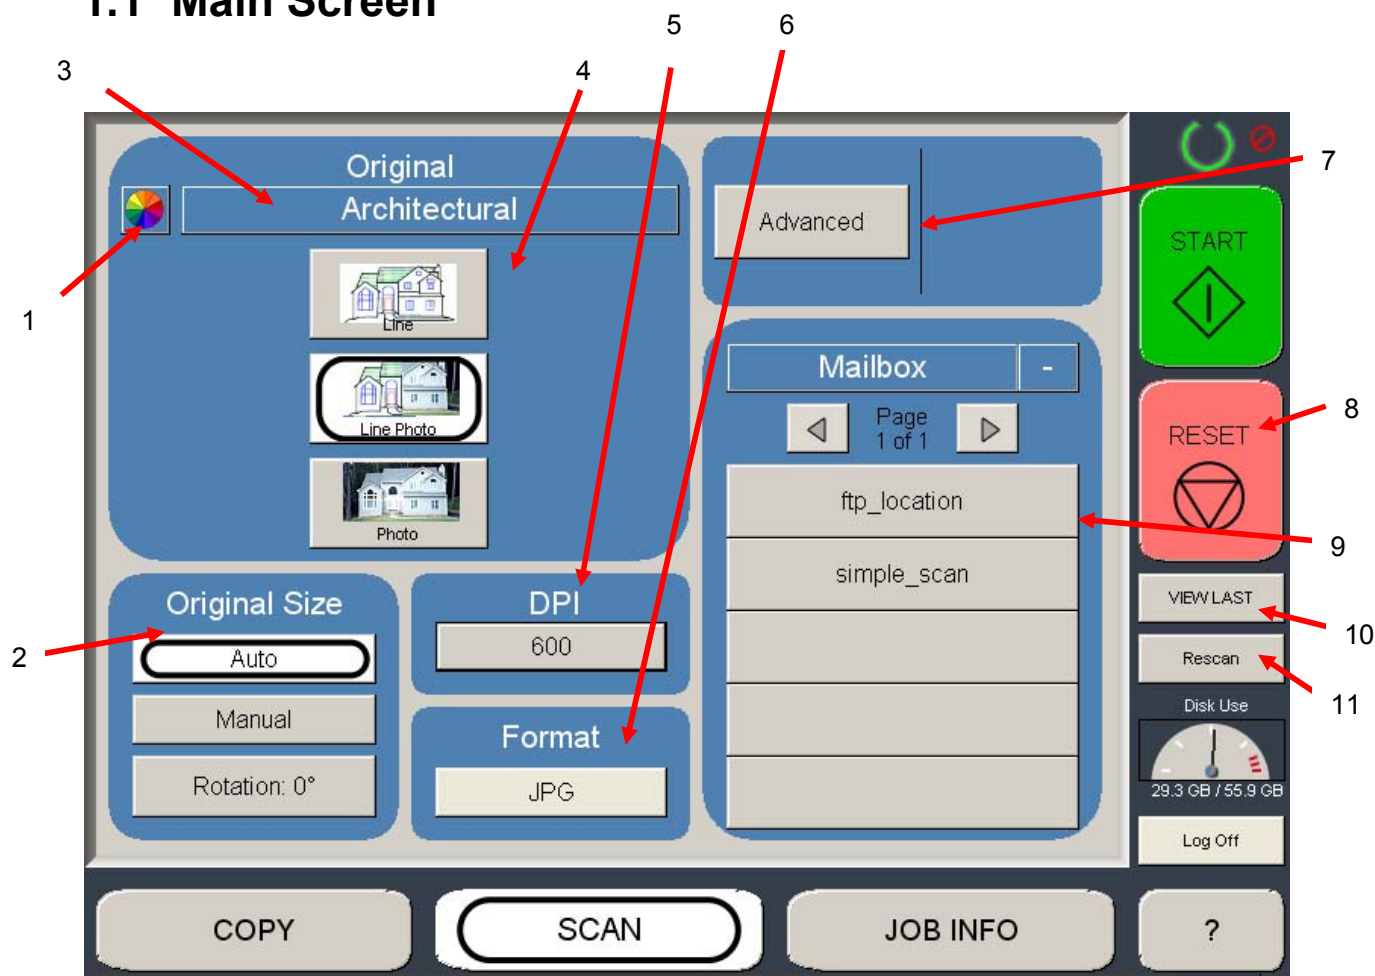 1.1 Main Screen
5
6
3
4
Original
Architectural
7
Advanced
START
1
Line
Mailbox
-
Page
1 of 1
8
RESET
Line Photo
ftp_location
Photo
9
simple_scan
Original Size
DPI
VIEW LAST
10
600
2
Auto
Rescan
11
Manual
Disk Use
Format
Rotation: 0°
JPG
29.3 GB / 55.9 GB
Log Off
COPY
SCAN
JOB INFO
?